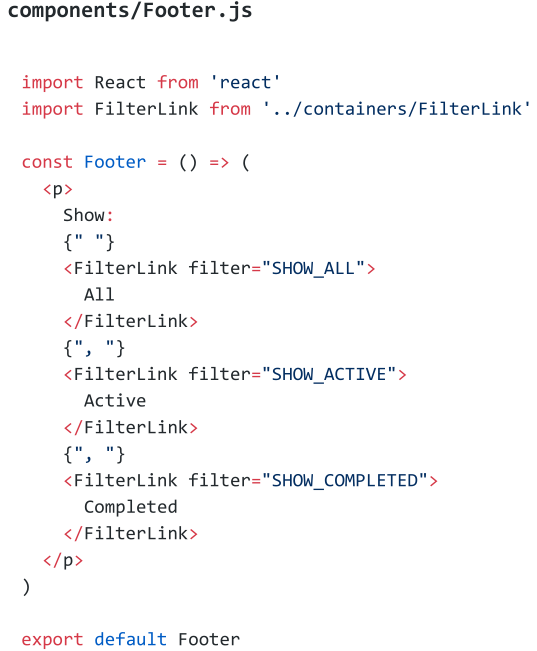 components/Footer.js
import React from 'react'
import FilterLink from '../containers/FilterLink'
const Footer = () => (
  <p>
    Show:
    {" "}
    <FilterLink filter="SHOW_ALL">
      All
    </FilterLink>
    {", "}
    <FilterLink filter="SHOW_ACTIVE">
      Active
    </FilterLink>
    {", "}
    <FilterLink filter="SHOW_COMPLETED">
      Completed
    </FilterLink>
  </p>
)
export default Footer